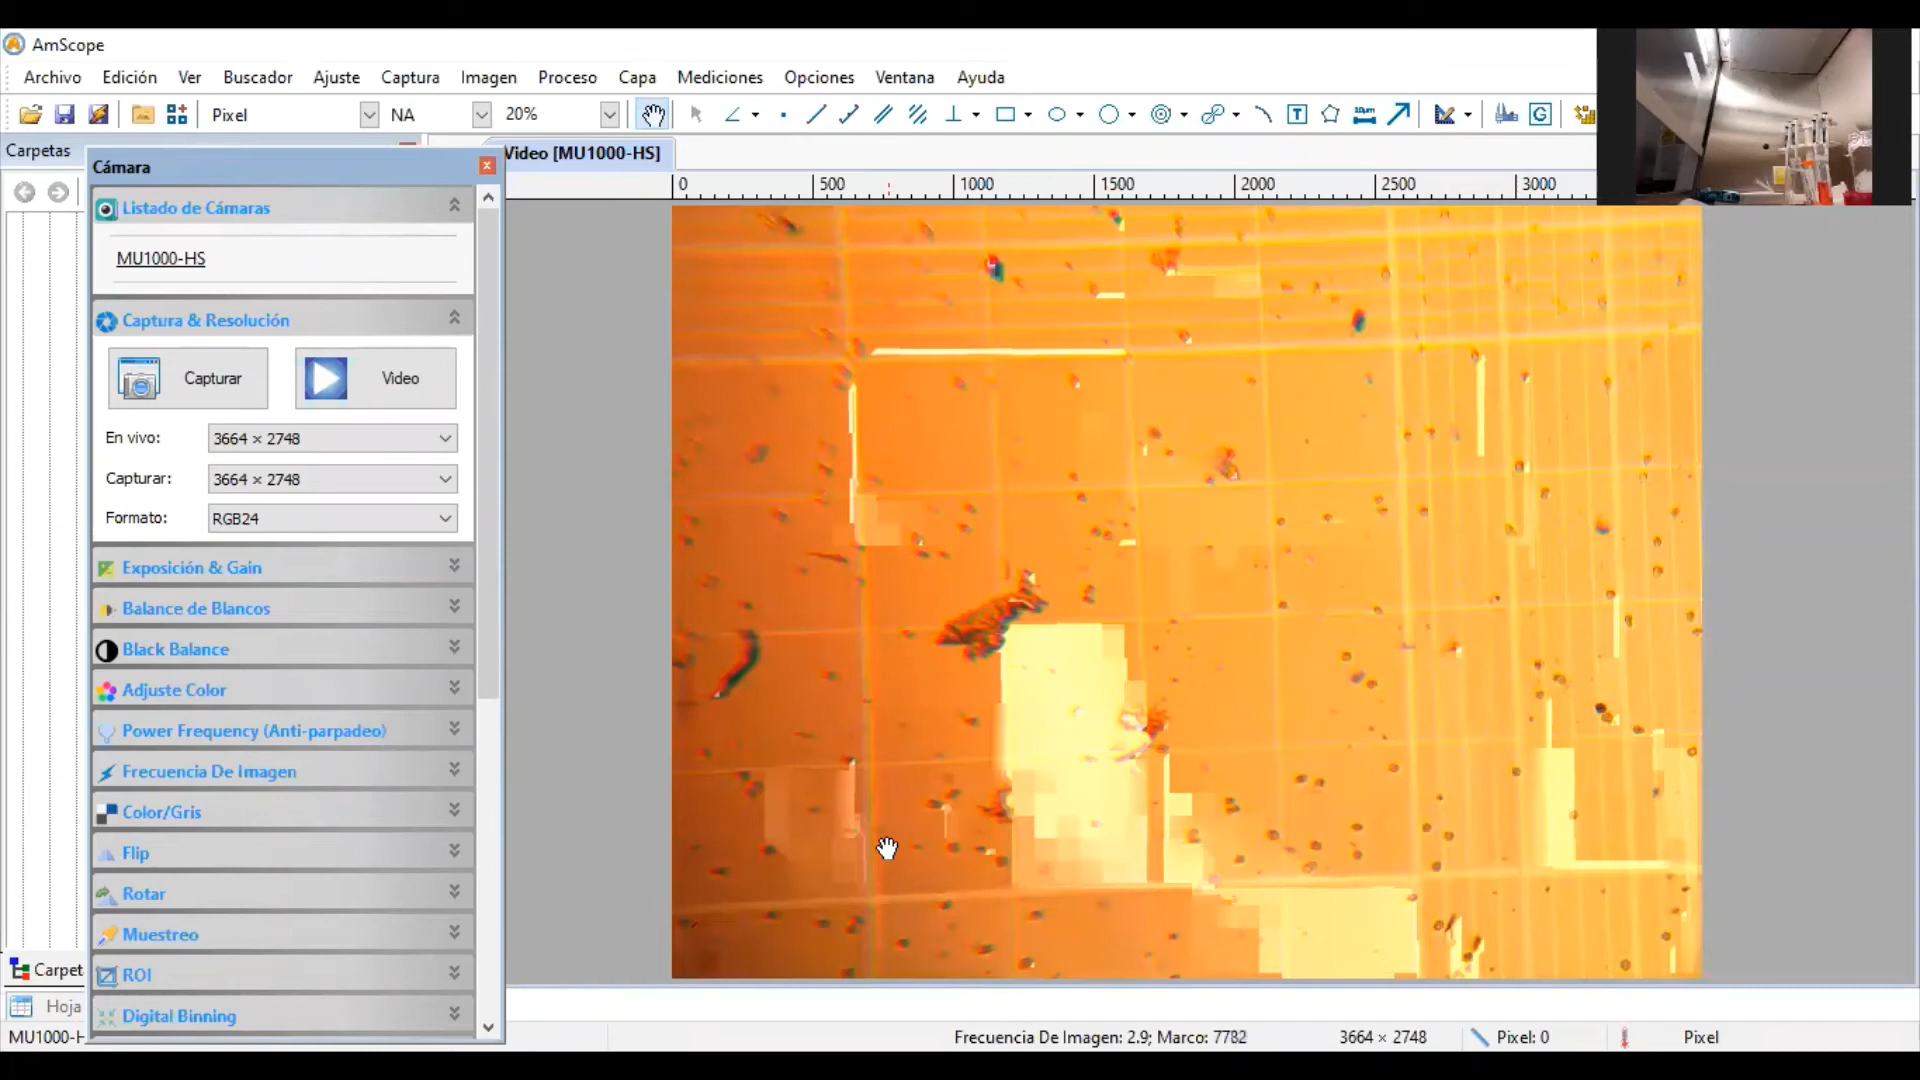 AmScope
Archivo Edición Ver Buscador Ajuste Captura Imagen Proceso Capa Mediciones Opciones Ventana Ayuda
Pixel NA 20%
Carpetas
Cámara
Video [MU1000-HS]
0 500 1000 1500 2000 2500 3000
Listado de Cámaras
MU1000-HS
Captura & Resolución
Capturar Video
En vivo: 3664 × 2748
Capturar: 3664 × 2748
Formato: RGB24
Exposición & Gain
Balance de Blancos
Black Balance
Adjuste Color
Power Frequency (Anti-parpadeo)
Frecuencia De Imagen
Color/Gris
Flip
Rotar
Muestreo
ROI
Digital Binning
Carpet
Hoja
MU1000-H
Frecuencia De Imagen: 2.9; Marco: 7782 3664 × 2748 Pixel: 0 Pixel